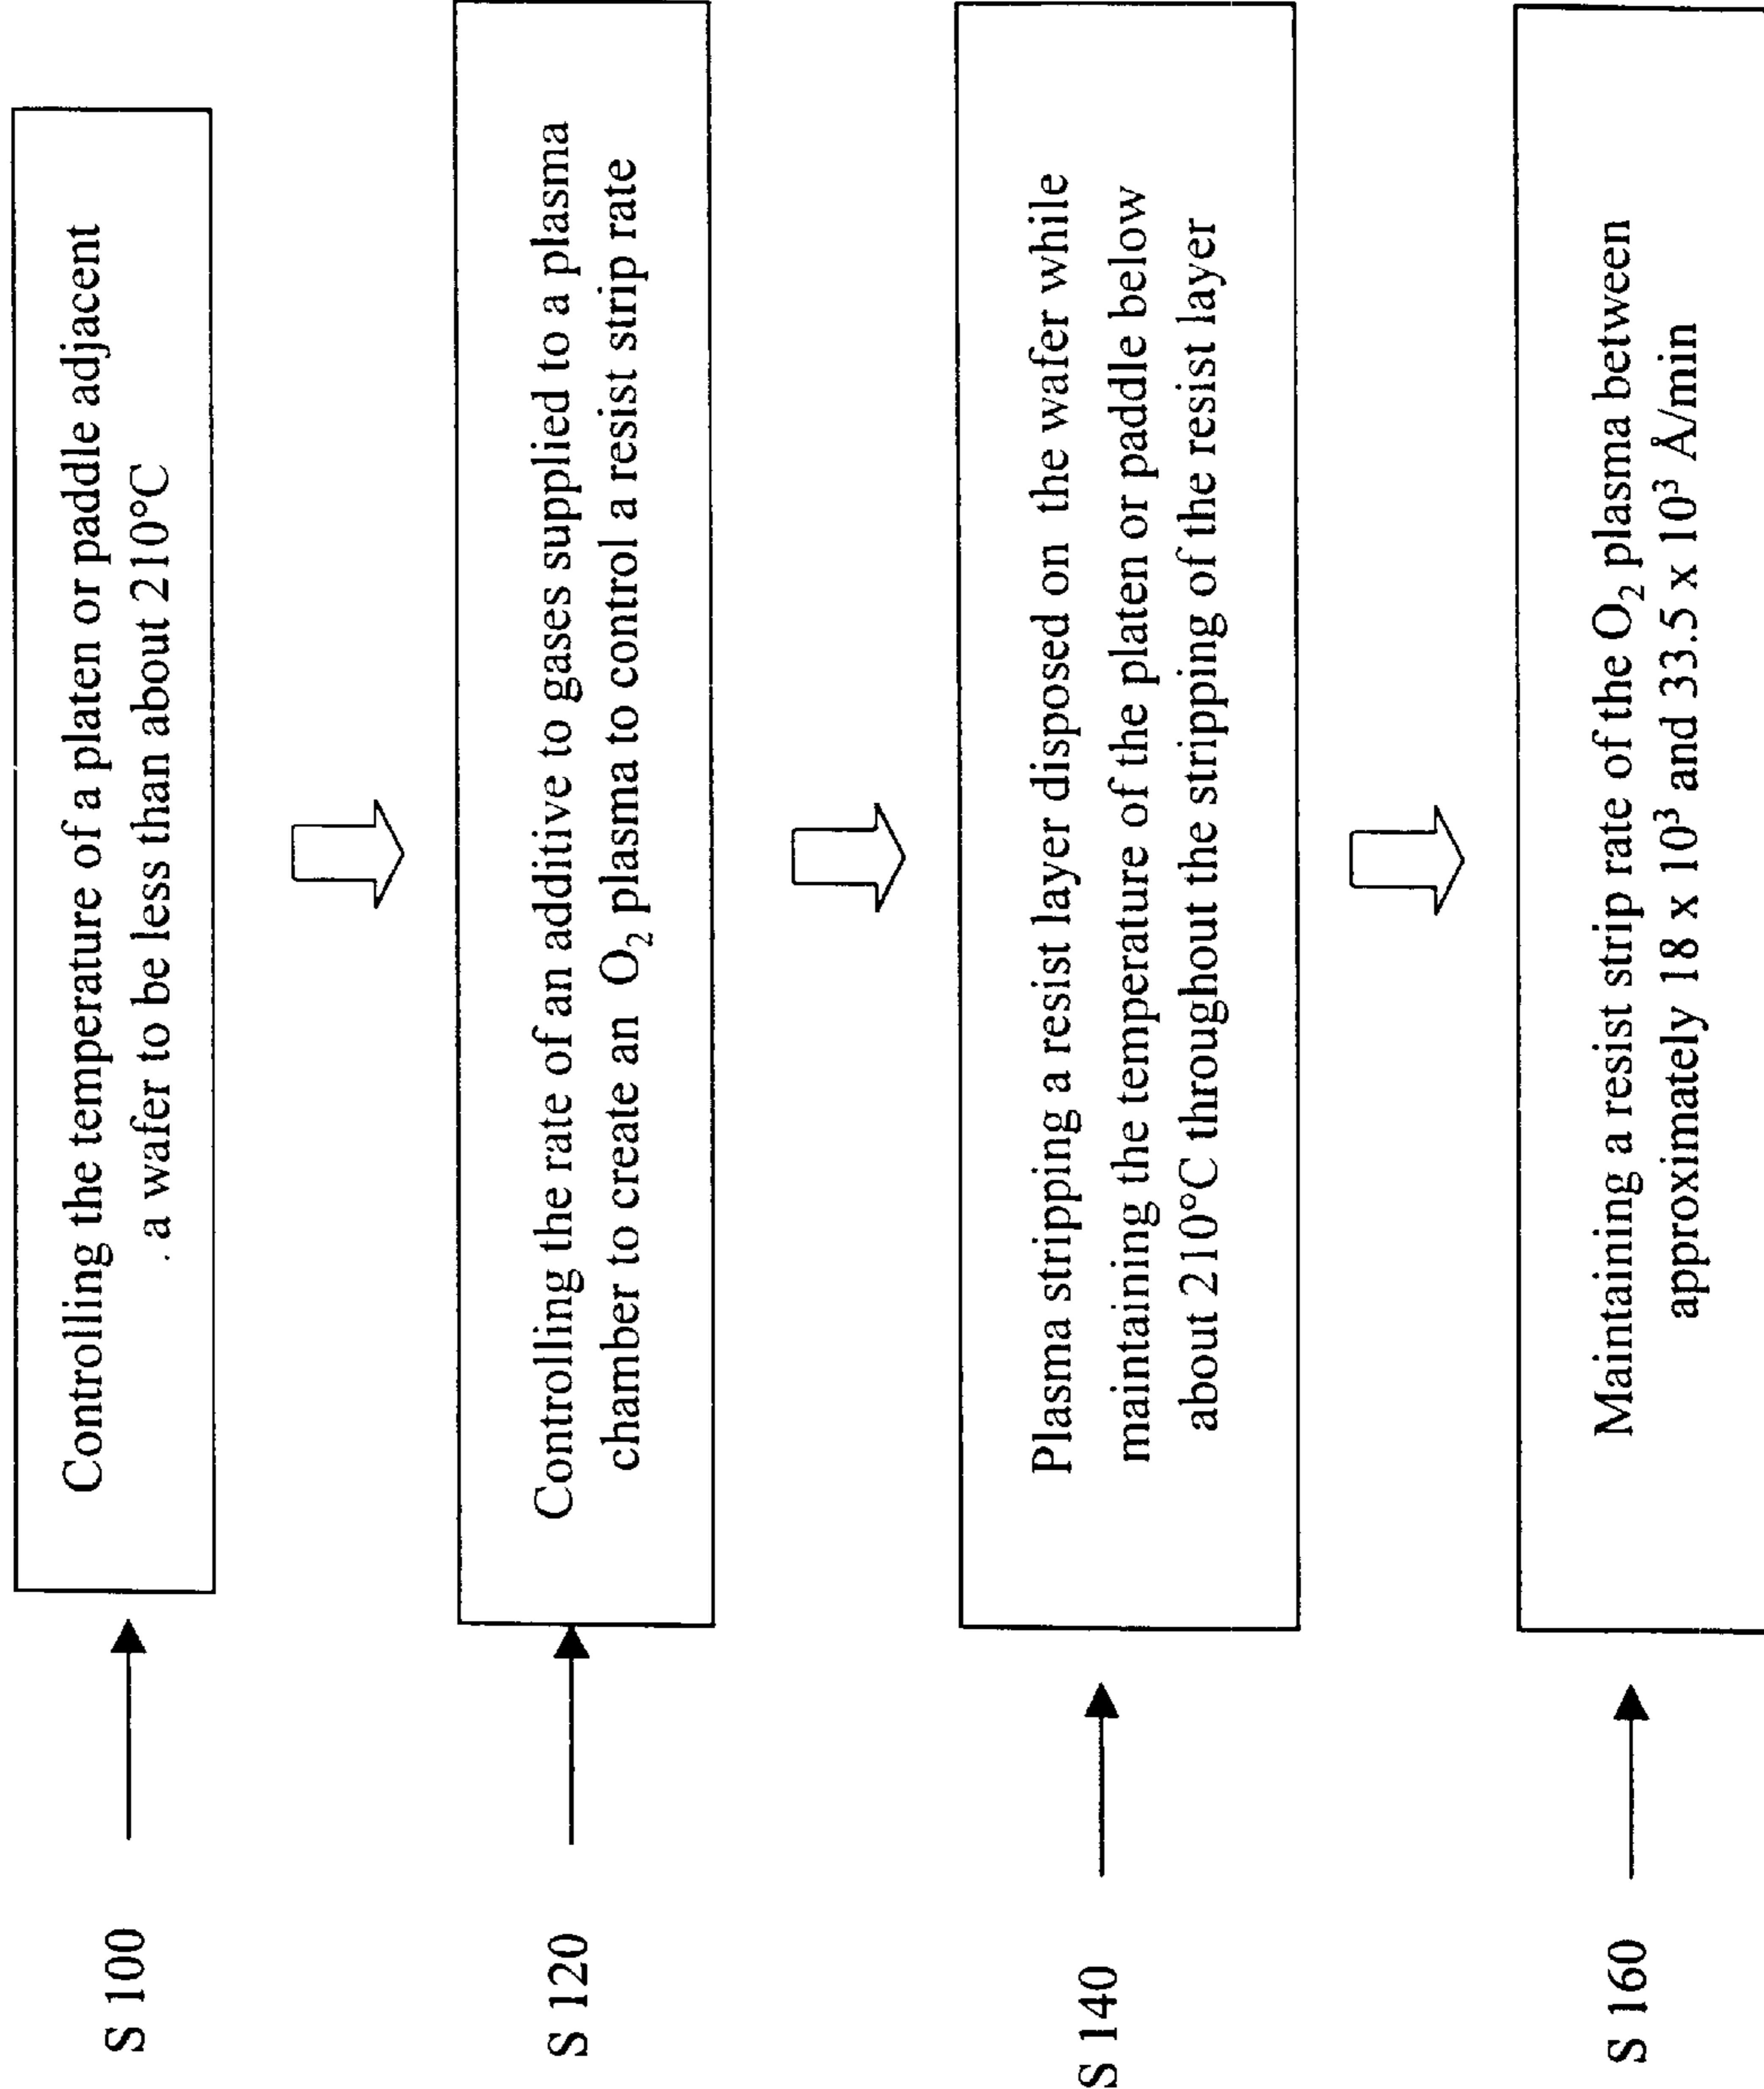 S 100
Controlling the temperature of a platen or paddle adjacent
a wafer to be less than about 210°C
S 120
Controlling the rate of an additive to gases supplied to a plasma
chamber to create an O₂ plasma to control a resist strip rate
S 140
Plasma stripping a resist layer disposed on the wafer while
maintaining the temperature of the platen or paddle below
about 210°C throughout the stripping of the resist layer
S 160
Maintaining a resist strip rate of the O₂ plasma between
approximately 18 x 10³ and 33.5 x 10³ Å/min